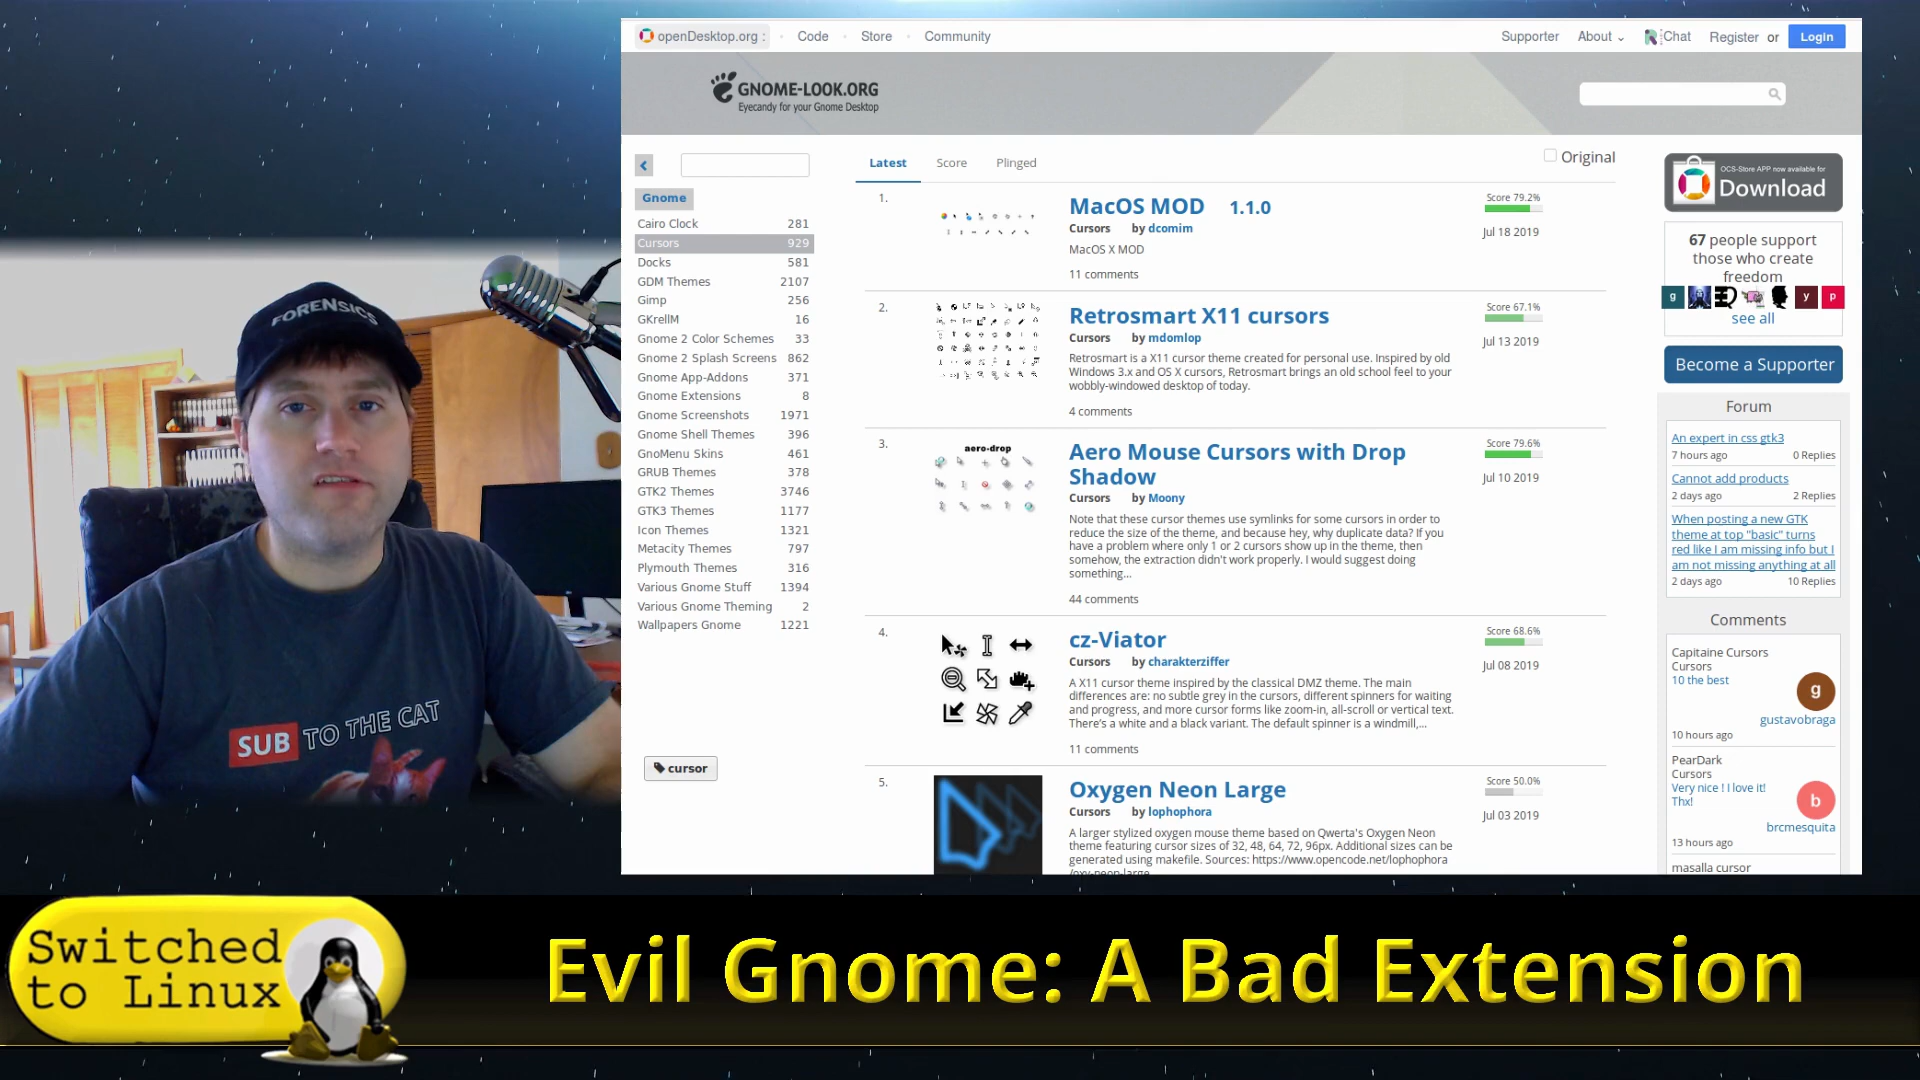 openDesktop.org :
Code
Store
Community
Supporter
About
Chat
Register or
Login
GNOME-LOOK.ORG
Eyecandy for your Gnome Desktop
Gnome
Cairo Clock 281
Cursors 929
Docks 581
GDM Themes 2107
Gimp 256
GKrellM 16
Gnome 2 Color Schemes 33
Gnome 2 Splash Screens 862
Gnome App-Addons 371
Gnome Extensions 8
Gnome Screenshots 1971
Gnome Shell Themes 396
GnoMenu Skins 461
GRUB Themes 378
GTK2 Themes 3746
GTK3 Themes 1177
Icon Themes 1321
Metacity Themes 797
Plymouth Themes 316
Various Gnome Stuff 1394
Various Gnome Theming 2
Wallpapers Gnome 1221
cursor
Latest
Score
Plinged
Original
1.
MacOS MOD 1.1.0
Cursors by dcomim
MacOS X MOD
11 comments
Score 79.2%
Jul 18 2019
2.
Retrosmart X11 cursors
Cursors by mdomlop
Retrosmart is a X11 cursor theme created for personal use. Inspired by old
Windows 3.x and OS X cursors, Retrosmart brings an old school feel to your
wobbly-windowed desktop of today.
4 comments
Score 67.1%
Jul 13 2019
3.
aero-drop
Aero Mouse Cursors with Drop
Shadow
Cursors by Moony
Note that these cursor themes use symlinks for some cursors in order to
reduce the size of the theme, and because hey, why duplicate data? If you
have a problem where only 1 or 2 cursors show up in the theme, then
somehow, the extraction didn't work properly. I would suggest doing
something...
44 comments
Score 79.6%
Jul 10 2019
4.
cz-Viator
Cursors by charakterziffer
A X11 cursor theme inspired by the classical DMZ theme. The main
differences are: no subtle grey in the cursors, different spinners for waiting
and progress, and more cursor forms like zoom-in, all-scroll or vertical text.
There's a white and a black variant. The default spinner is a windmill,...
11 comments
Score 68.6%
Jul 08 2019
5.
Oxygen Neon Large
Cursors by lophophora
A larger stylized oxygen mouse theme based on Qwerta's Oxygen Neon
theme featuring cursor sizes of 32, 48, 64, 72, 96px. Additional sizes can be
generated using makefile. Sources: https://www.opencode.net/lophophora
/oxy-neon-large
Score 50.0%
Jul 03 2019
OCS-Store APP now available for
Download
67 people support
those who create
freedom
g
y
p
see all
Become a Supporter
Forum
An expert in css gtk3
7 hours ago 0 Replies
Cannot add products
2 days ago 2 Replies
When posting a new GTK
theme at top "basic" turns
red like I am missing info but I
am not missing anything at all
2 days ago 10 Replies
Comments
Capitaine Cursors
Cursors
10 the best
g
gustavobraga
10 hours ago
PearDark
Cursors
Very nice ! I love it!
Thx!
b
brcmesquita
13 hours ago
masalla cursor
FORENSICS
SUB TO THE CAT
Switched
to Linux
Evil Gnome: A Bad Extension